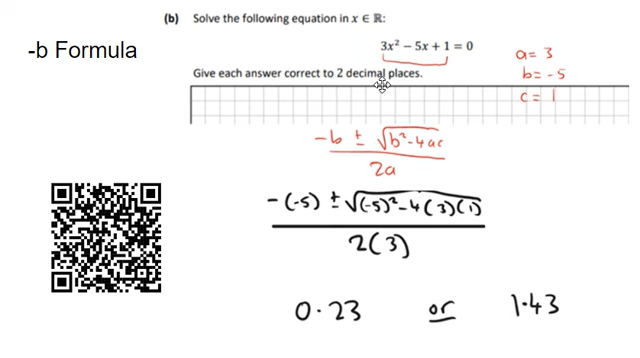 (b) Solve the following equation in x ∈ ℝ:
-b Formula
3x² − 5x + 1 = 0
a = 3
b = -5
c = 1
Give each answer correct to 2 decimal places.
-b ± √b²-4ac
2a
-(-5) ± √(-5)² - 4(3)(1)
2(3)
0.23 or 1.43